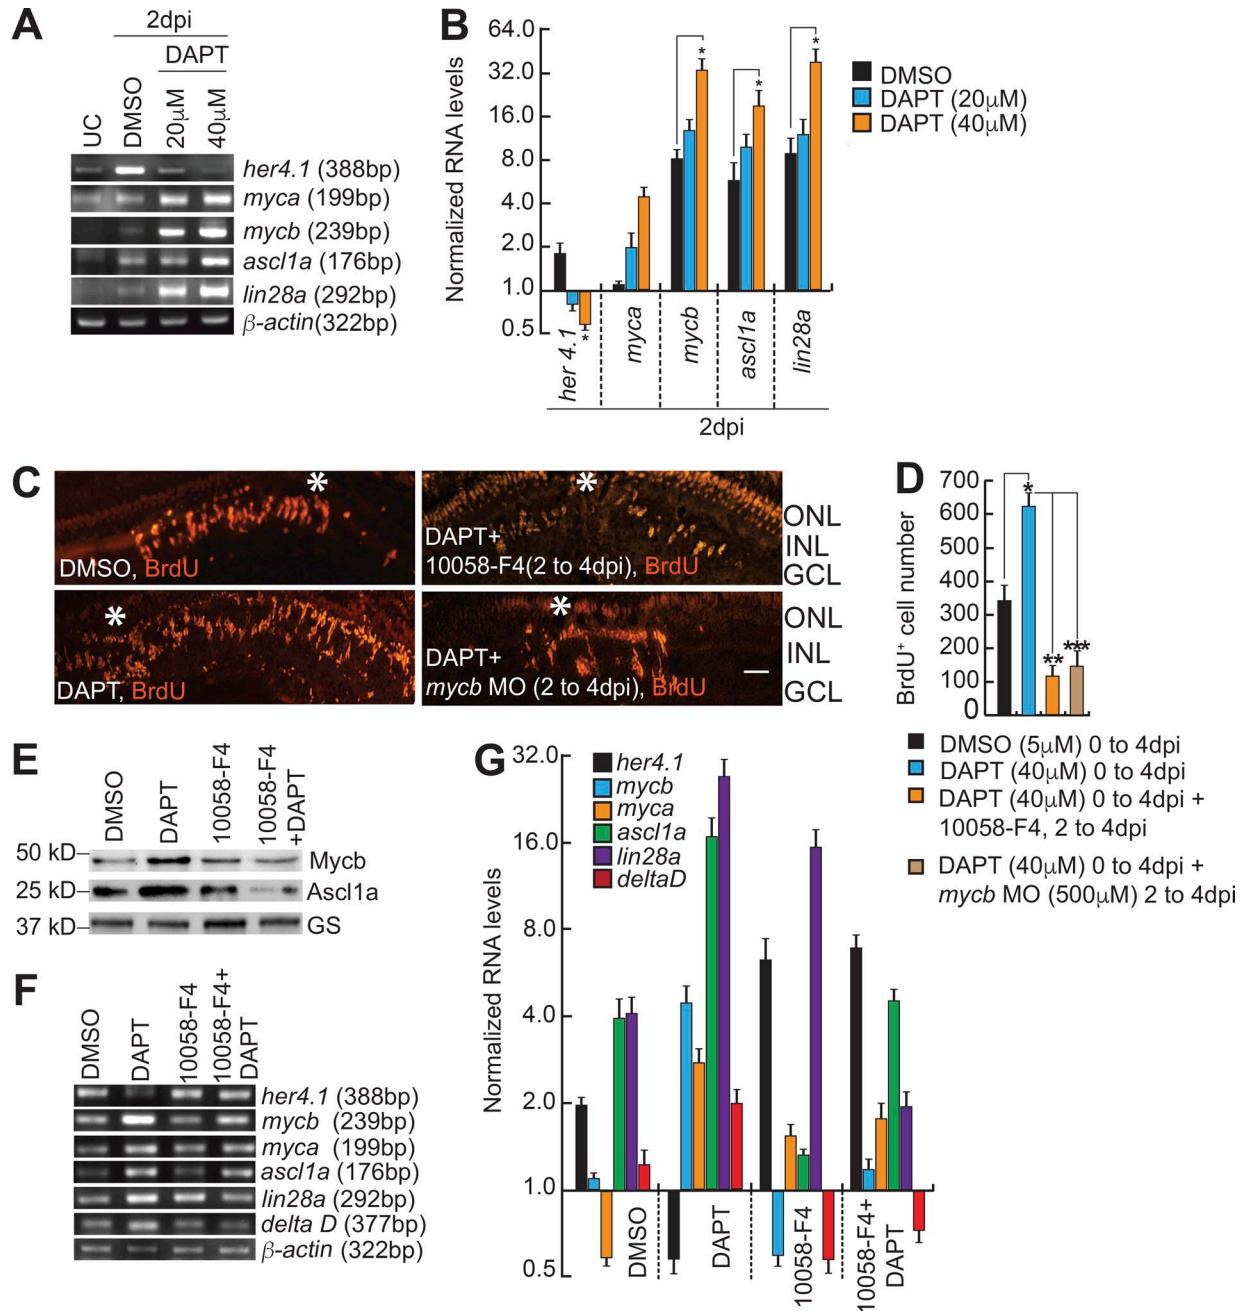 A
2dpi
DAPT
UC
DMSO
20μM
40μM
her4.1 (388bp)
myca (199bp)
mycb (239bp)
ascl1a (176bp)
lin28a (292bp)
β-actin(322bp)
B
Normalized RNA levels
64.0
32.0
16.0
8.0
4.0
2.0
1.0
0.5
*
*
*
*
her 4.1
myca
mycb
ascl1a
lin28a
2dpi
DMSO
DAPT (20μM)
DAPT (40μM)
C
*
DMSO, BrdU
*
DAPT+
10058-F4(2 to 4dpi), BrdU
ONL
INL
GCL
*
DAPT, BrdU
*
DAPT+
mycb MO (2 to 4dpi), BrdU
ONL
INL
GCL
D
BrdU+ cell number
700
600
500
400
300
200
100
0
*
**
***
DMSO (5μM) 0 to 4dpi
DAPT (40μM) 0 to 4dpi
DAPT (40μM) 0 to 4dpi +
10058-F4, 2 to 4dpi
DAPT (40μM) 0 to 4dpi +
mycb MO (500μM) 2 to 4dpi
E
DMSO
DAPT
10058-F4
10058-F4
+DAPT
50 kD
Mycb
25 kD
Ascl1a
37 kD
GS
F
DMSO
DAPT
10058-F4
10058-F4+
DAPT
her4.1 (388bp)
mycb (239bp)
myca (199bp)
ascl1a (176bp)
lin28a (292bp)
delta D (377bp)
β-actin (322bp)
G
Normalized RNA levels
32.0
16.0
8.0
4.0
2.0
1.0
0.5
her4.1
mycb
myca
ascl1a
lin28a
deltaD
DMSO
DAPT
10058-F4
10058-F4+
DAPT